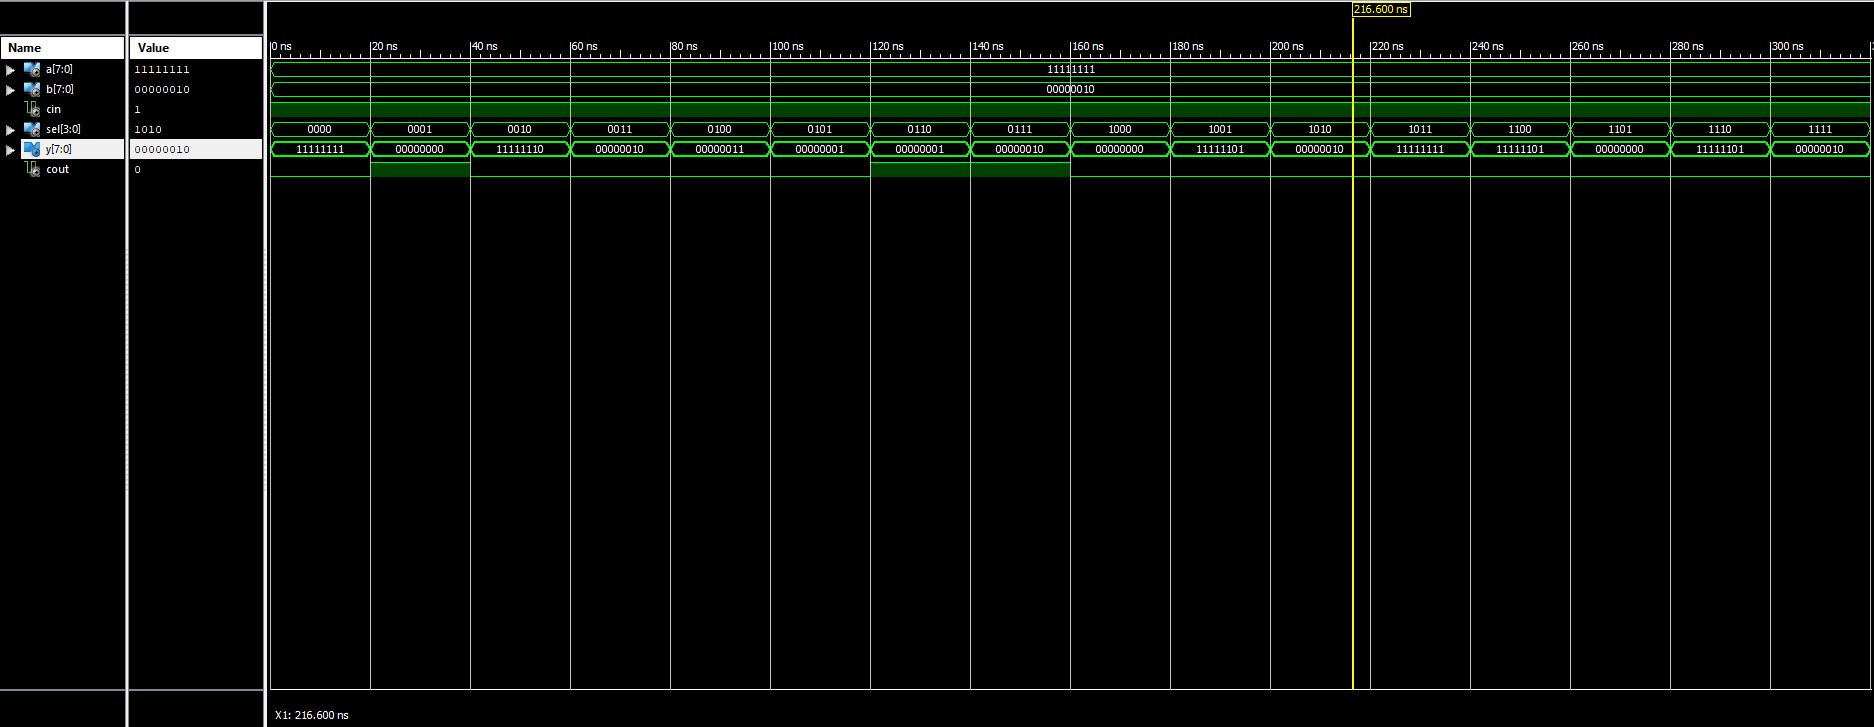 216.600 ns
Name Value
0 ns 20 ns 40 ns 60 ns 80 ns 100 ns 120 ns 140 ns 160 ns 180 ns 200 ns 220 ns 240 ns 260 ns 280 ns 300 ns
a[7:0] 11111111 11111111
b[7:0] 00000010 00000010
cin 1
sel[3:0] 1010 0000 0001 0010 0011 0100 0101 0110 0111 1000 1001 1010 1011 1100 1101 1110 1111
y[7:0] 00000010 11111111 00000000 11111110 00000010 00000011 00000001 00000001 00000010 00000000 11111101 00000010 11111111 11111101 00000000 11111101 00000010
cout 0
X1: 216.600 ns